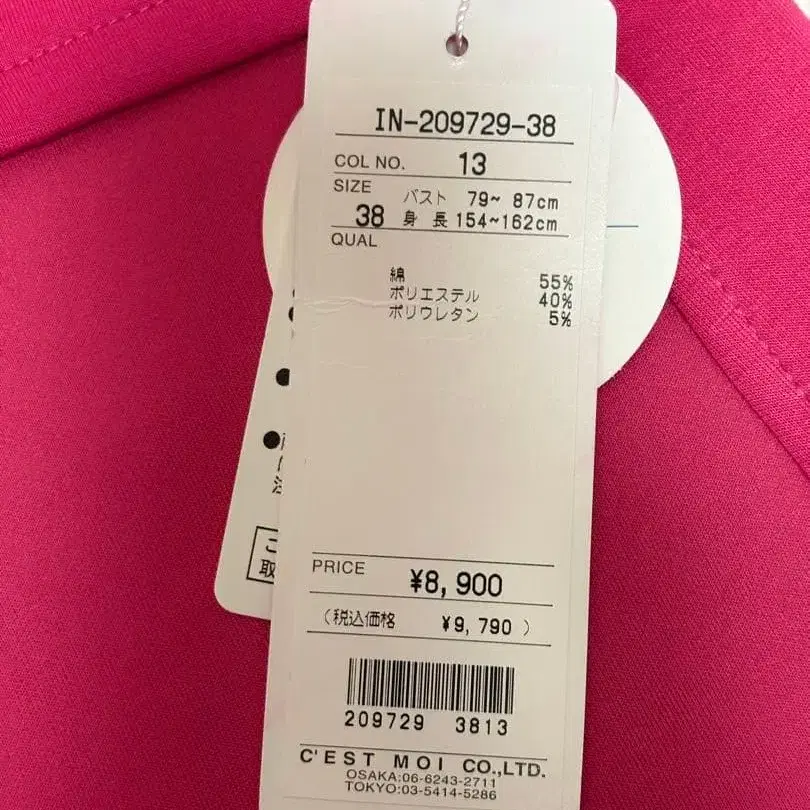 IN-209729-38
COL NO. 13
SIZE
38
バスト 79~ 87cm
身 長 154~162cm
QUAL
綿 55%
ポリエステル 40%
ポリウレタン 5%
PRICE ¥8,900
(税込価格 ¥9,790 )
209729 3813
C'EST MOI CO.,LTD.
OSAKA:06-6243-2711
TOKYO:03-5414-5286
注
こ
取